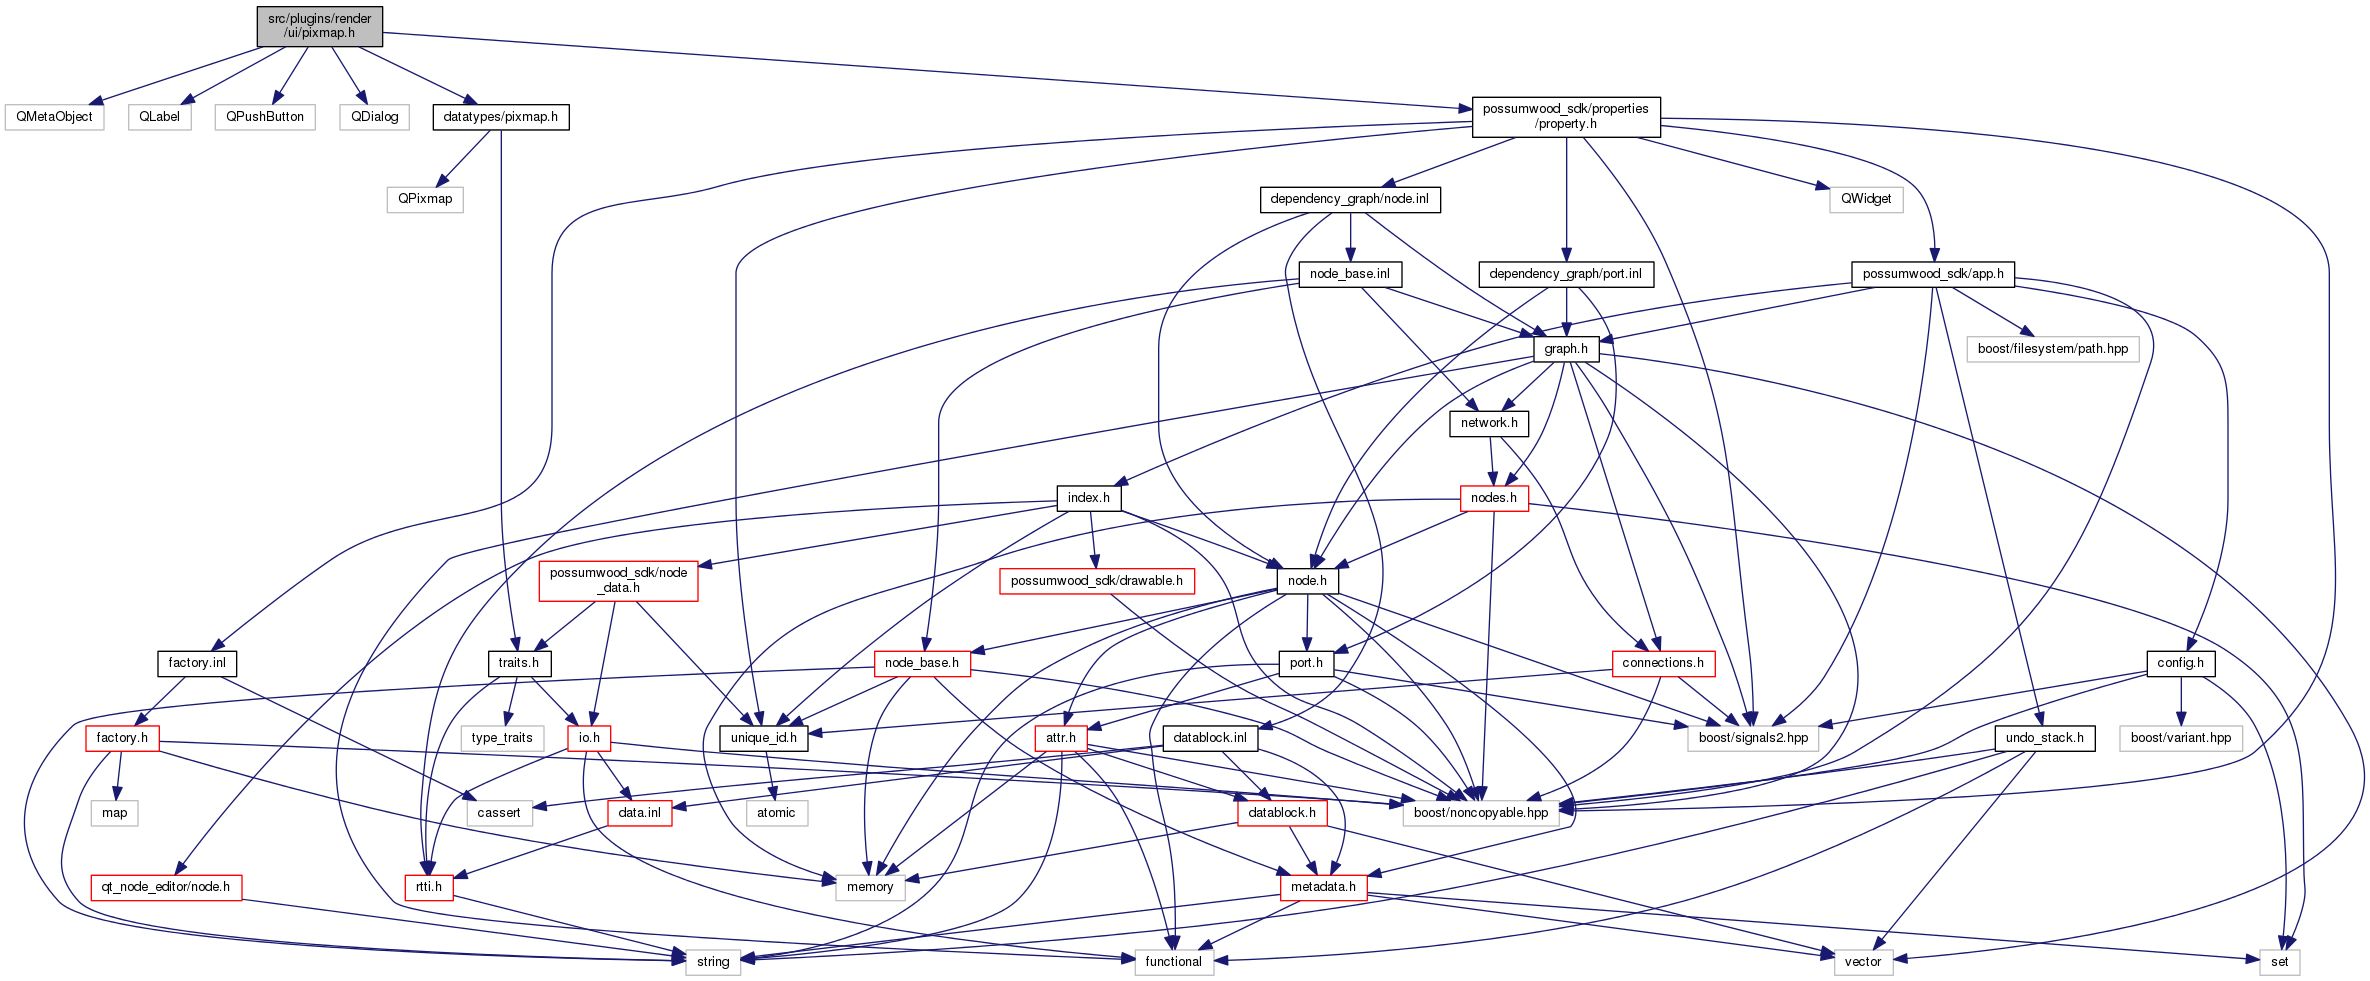 src/plugins/render
/ui/pixmap.h
QMetaObject
QLabel
QPushButton
QDialog
datatypes/pixmap.h
possumwood_sdk/properties
/property.h
QPixmap
dependency_graph/node.inl
QWidget
node_base.inl
dependency_graph/port.inl
possumwood_sdk/app.h
graph.h
boost/filesystem/path.hpp
network.h
index.h
nodes.h
possumwood_sdk/node
_data.h
possumwood_sdk/drawable.h
node.h
factory.inl
traits.h
node_base.h
port.h
connections.h
config.h
factory.h
type_traits
io.h
unique_id.h
attr.h
datablock.inl
boost/signals2.hpp
undo_stack.h
boost/variant.hpp
map
cassert
data.inl
atomic
datablock.h
boost/noncopyable.hpp
qt_node_editor/node.h
rtti.h
memory
metadata.h
string
functional
vector
set